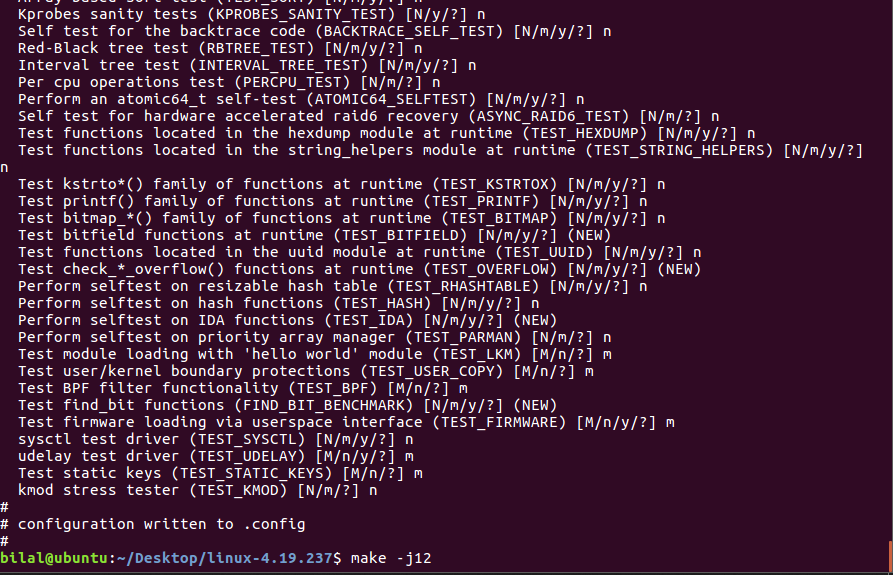 Kprobes sanity tests (KPROBES_SANITY_TEST) [N/y/?] n
Self test for the backtrace code (BACKTRACE_SELF_TEST) [N/m/y/?] n
Red-Black tree test (RBTREE_TEST) [N/m/y/?] n
Interval tree test (INTERVAL_TREE_TEST) [N/m/y/?] n
Per cpu operations test (PERCPU_TEST) [N/m/?] n
Perform an atomic64_t self-test (ATOMIC64_SELFTEST) [N/m/y/?] n
Self test for hardware accelerated raid6 recovery (ASYNC_RAID6_TEST) [N/m/y/?] n
Test functions located in the hexdump module at runtime (TEST_HEXDUMP) [N/m/y/?] n
Test functions located in the string_helpers module at runtime (TEST_STRING_HELPERS) [N/m/y/?]
n
Test kstrto*() family of functions at runtime (TEST_KSTRTOX) [N/m/y/?] n
Test printf() family of functions at runtime (TEST_PRINTF) [N/m/y/?] n
Test bitmap_*() family of functions at runtime (TEST_BITMAP) [N/m/y/?] n
Test bitfield functions at runtime (TEST_BITFIELD) [N/m/y/?] (NEW)
Test functions located in the uuid module at runtime (TEST_UUID) [N/m/y/?] n
Test check_*_overflow() functions at runtime (TEST_OVERFLOW) [N/m/y/?] (NEW)
Perform selftest on resizable hash table (TEST_RHASHTABLE) [N/m/y/?] n
Perform selftest on hash functions (TEST_HASH) [N/m/y/?] n
Perform selftest on IDA functions (TEST_IDA) [N/m/y/?] (NEW)
Perform selftest on priority array manager (TEST_PARMAN) [N/m/?] n
Test module loading with 'hello world' module (TEST_LKM) [M/n/?] m
Test user/kernel boundary protections (TEST_USER_COPY) [M/n/?] m
Test BPF filter functionality (TEST_BPF) [M/n/?] m
Test find_bit functions (FIND_BIT_BENCHMARK) [N/m/y/?] (NEW)
Test firmware loading via userspace interface (TEST_FIRMWARE) [M/n/y/?] m
sysctl test driver (TEST_SYSCTL) [N/m/y/?] n
udelay test driver (TEST_UDELAY) [M/n/y/?] m
Test static keys (TEST_STATIC_KEYS) [M/n/?] m
kmod stress tester (TEST_KMOD) [N/m/?] n
#
# configuration written to .config
#
bilal@ubuntu:~/Desktop/linux-4.19.237$ make -j12